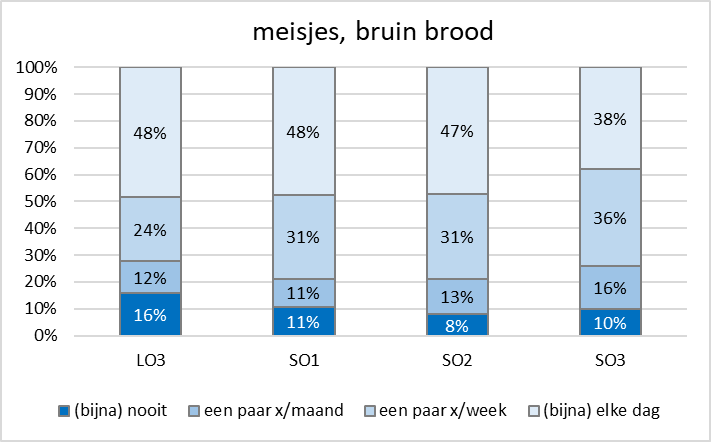 meisjes, bruin brood
100%
90%
80%
70%
60%
50%
40%
30%
20%
10%
0%
48% 48% 47% 38%
24% 31% 31% 36%
12% 11% 13% 16%
16% 11% 8% 10%
LO3 SO1 SO2 SO3
(bijna) nooit een paar x/maand een paar x/week (bijna) elke dag